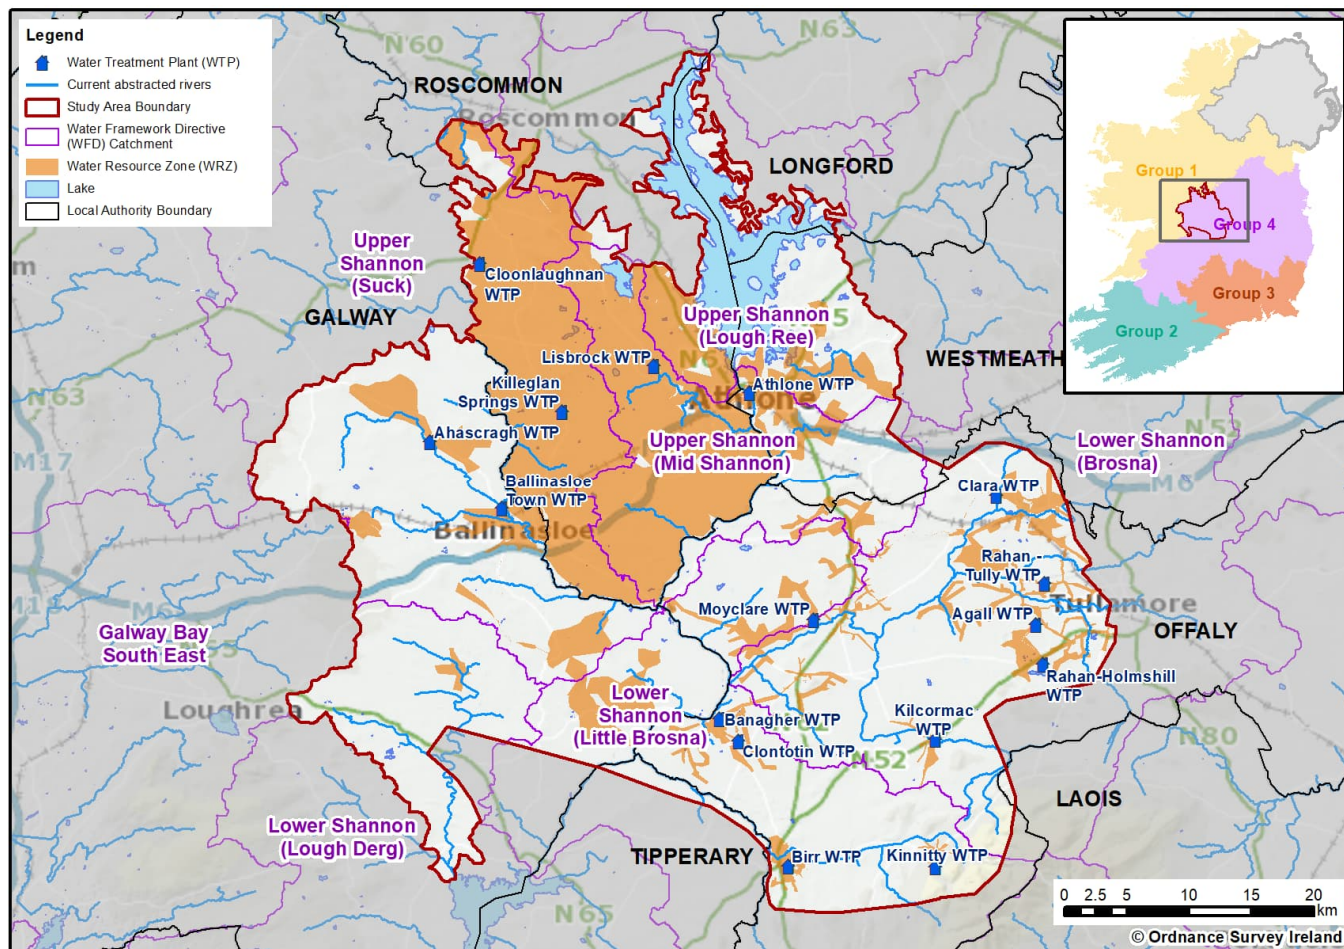 Legend
Water Treatment Plant (WTP)
Current abstracted rivers
Study Area Boundary
Water Framework Directive
(WFD) Catchment
Water Resource Zone (WRZ)
Lake
Local Authority Boundary
N60
N63
ROSCOMMON
Roscommon
LONGFORD
Group 1
Group 4
Group 3
Group 2
Upper
Shannon
(Suck)
Cloonlaughnan
WTP
GALWAY
Upper Shannon
(Lough Ree)
WESTMEATH
Lisbrock WTP
Killeglan
Springs WTP
Athlone WTP
Athlone
N63
Ahascragh WTP
Upper Shannon
(Mid Shannon)
Lower Shannon
(Brosna)
N52
M17
M6
Ballinasloe
Town WTP
Clara WTP
Ballinasloe
Rahan -
Tully WTP
Tullamore
M6
Moyclare WTP
Agall WTP
OFFALY
Galway Bay
South East
Rahan-Holmshill
WTP
Loughrea
Lower
Shannon
(Little Brosna)
Banagher WTP
Clontotin WTP
Kilcormac
WTP
N62
N52
N80
LAOIS
Lower Shannon
(Lough Derg)
TIPPERARY
Birr WTP
Kinnitty WTP
N65
0 2.5 5 10 15 20
km
© Ordnance Survey Ireland